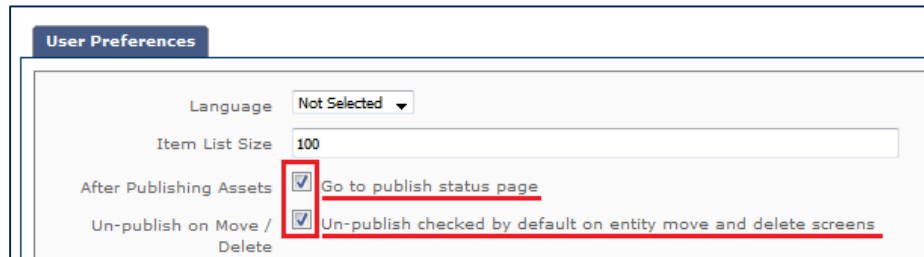 User Preferences
Language Not Selected
Item List Size 100
After Publishing Assets Go to publish status page
Un-publish on Move / Un-publish checked by default on entity move and delete screens
Delete